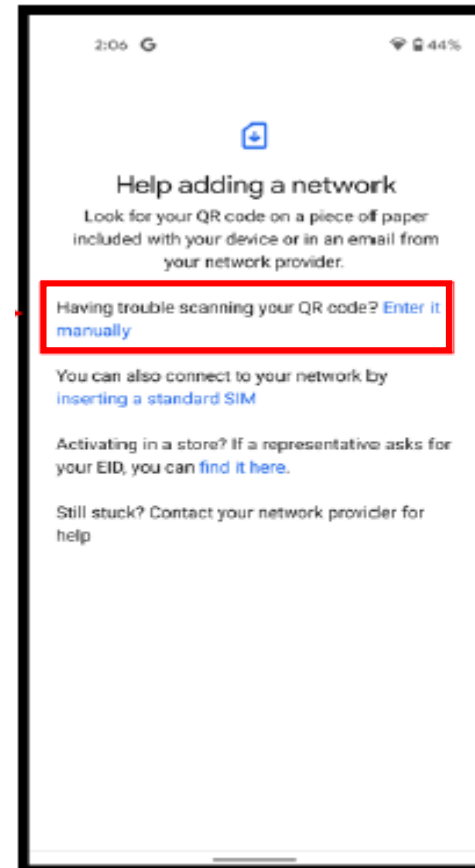 2:06 G 44%
Help adding a network
Look for your QR code on a piece of paper
included with your device or in an email from
your network provider.
Having trouble scanning your QR code? Enter it
manually
You can also connect to your network by
inserting a standard SIM
Activating in a store? If a representative asks for
your EID, you can find it here.
Still stuck? Contact your network provider for
help